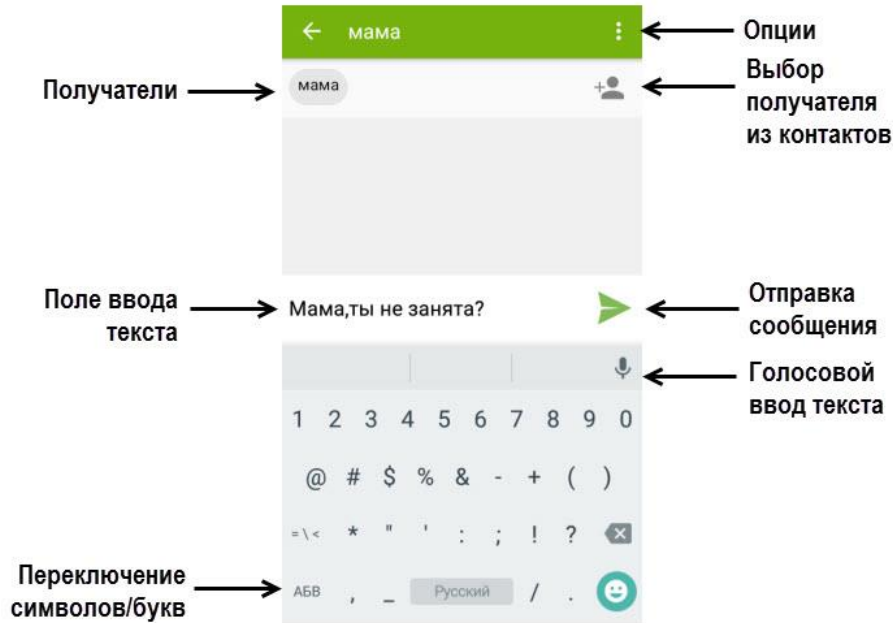 мама
Опции
Получатели
мама
Выбор
получателя
из контактов
Поле ввода
текста
Мама,ты не занята?
Отправка
сообщения
Голосовой
ввод текста
1 2 3 4 5 6 7 8 9 0
@ # $ % & - + ( )
= \ < * " ' : ; ! ?
Переключение
символов/букв
АБВ , _ Русский / .